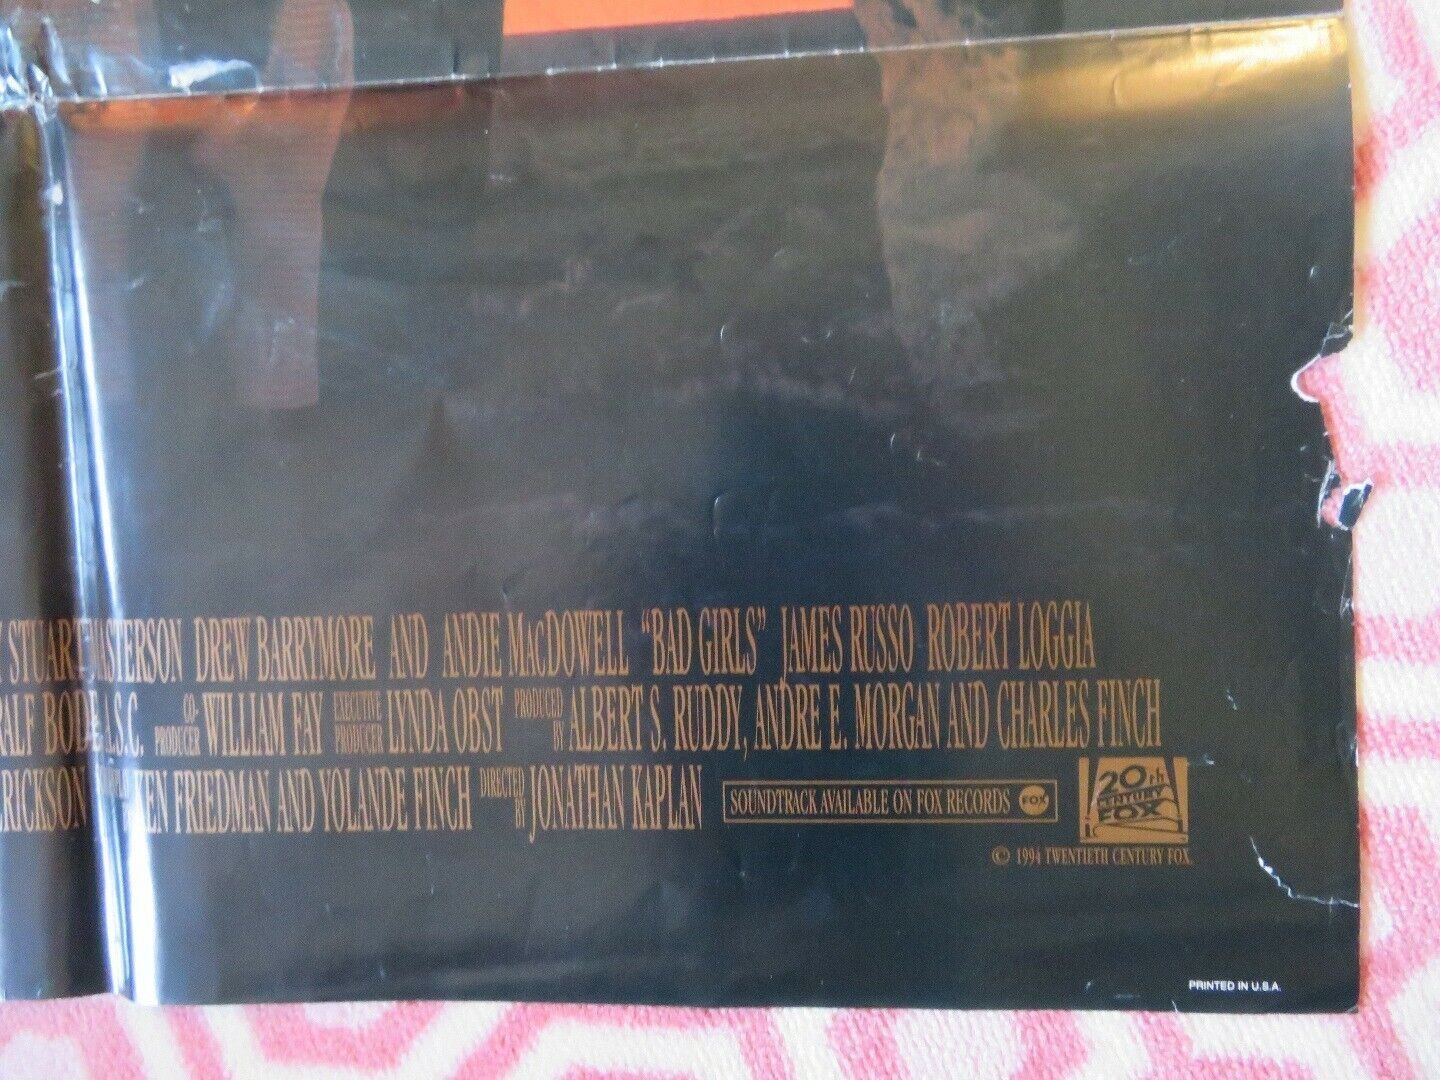 STUART MASTERSON DREW BARRYMORE AND ANDIE MACDOWELL "BAD GIRLS" JAMES RUSSO ROBERT LOGGIA
RALF BODE A.S.C. CO-PRODUCER WILLIAM FAY EXECUTIVE PRODUCER LYNDA OBST PRODUCED BY ALBERT S. RUDDY, ANDRE E. MORGAN AND CHARLES FINCH
RICKSON KEN FRIEDMAN AND YOLANDE FINCH DIRECTED BY JONATHAN KAPLAN
SOUNDTRACK AVAILABLE ON FOX RECORDS FOX
20th
CENTURY
FOX
© 1994 TWENTIETH CENTURY FOX
PRINTED IN U.S.A.